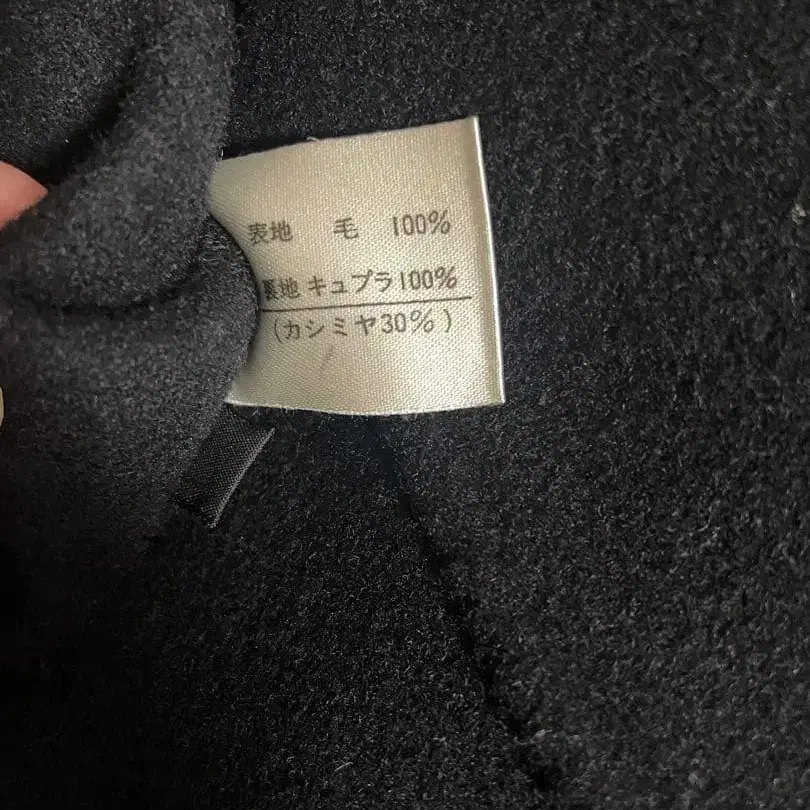 表地 毛 100%
裏地 キュプラ100%
(カシミヤ30%)